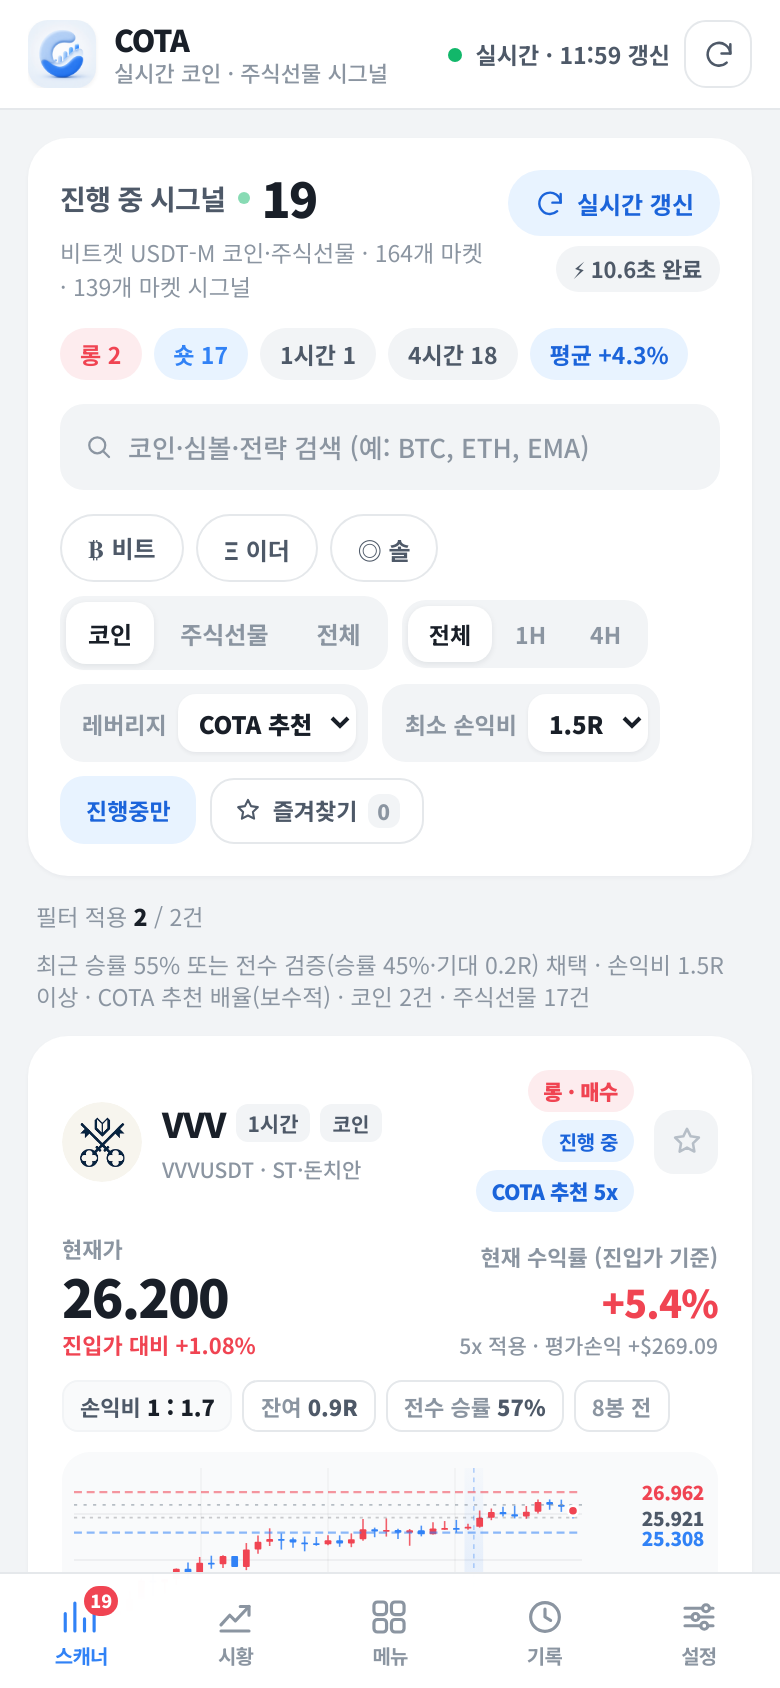 COTA
실시간 코인 · 주식선물 시그널
실시간 · 11:59 갱신
진행 중 시그널 19
실시간 갱신
비트겟 USDT-M 코인·주식선물 · 164개 마켓
· 139개 마켓 시그널
⚡ 10.6초 완료
롱 2
숏 17
1시간 1
4시간 18
평균 +4.3%
코인·심볼·전략 검색 (예: BTC, ETH, EMA)
₿ 비트
Ξ 이더
◎ 솔
코인 주식선물 전체
전체 1H 4H
레버리지 COTA 추천
최소 손익비 1.5R
진행중만
즐겨찾기 0
필터 적용 2 / 2건
최근 승률 55% 또는 전수 검증(승률 45%·기대 0.2R) 채택 · 손익비 1.5R
이상 · COTA 추천 배율(보수적) · 코인 2건 · 주식선물 17건
VVV 1시간 코인
VVVUSDT · ST·돈치안
롱 · 매수
진행 중
COTA 추천 5x
현재가
26.200
진입가 대비 +1.08%
현재 수익률 (진입가 기준)
+5.4%
5x 적용 · 평가손익 +$269.09
손익비 1 : 1.7
잔여 0.9R
전수 승률 57%
8봉 전
26.962
25.921
25.308
19
스캐너
시황
메뉴
기록
설정